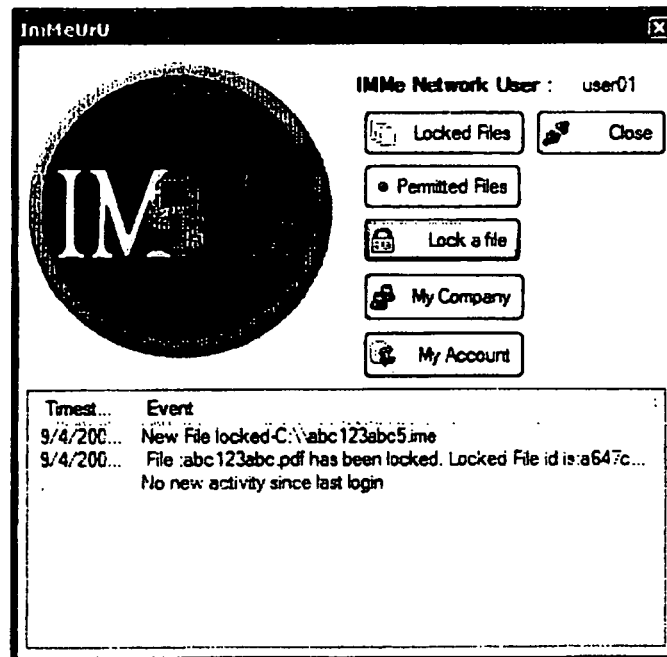 ImMeUrU
IM
IMMe Network User : user01
Locked Files
Close
Permitted Files
Lock a file
My Company
My Account
Timest... Event
9/4/200... New File locked-C:\\abc123abc5.ime
9/4/200... File :abc123abc.pdf has been locked. Locked File id is:a647c...
No new activity since last login